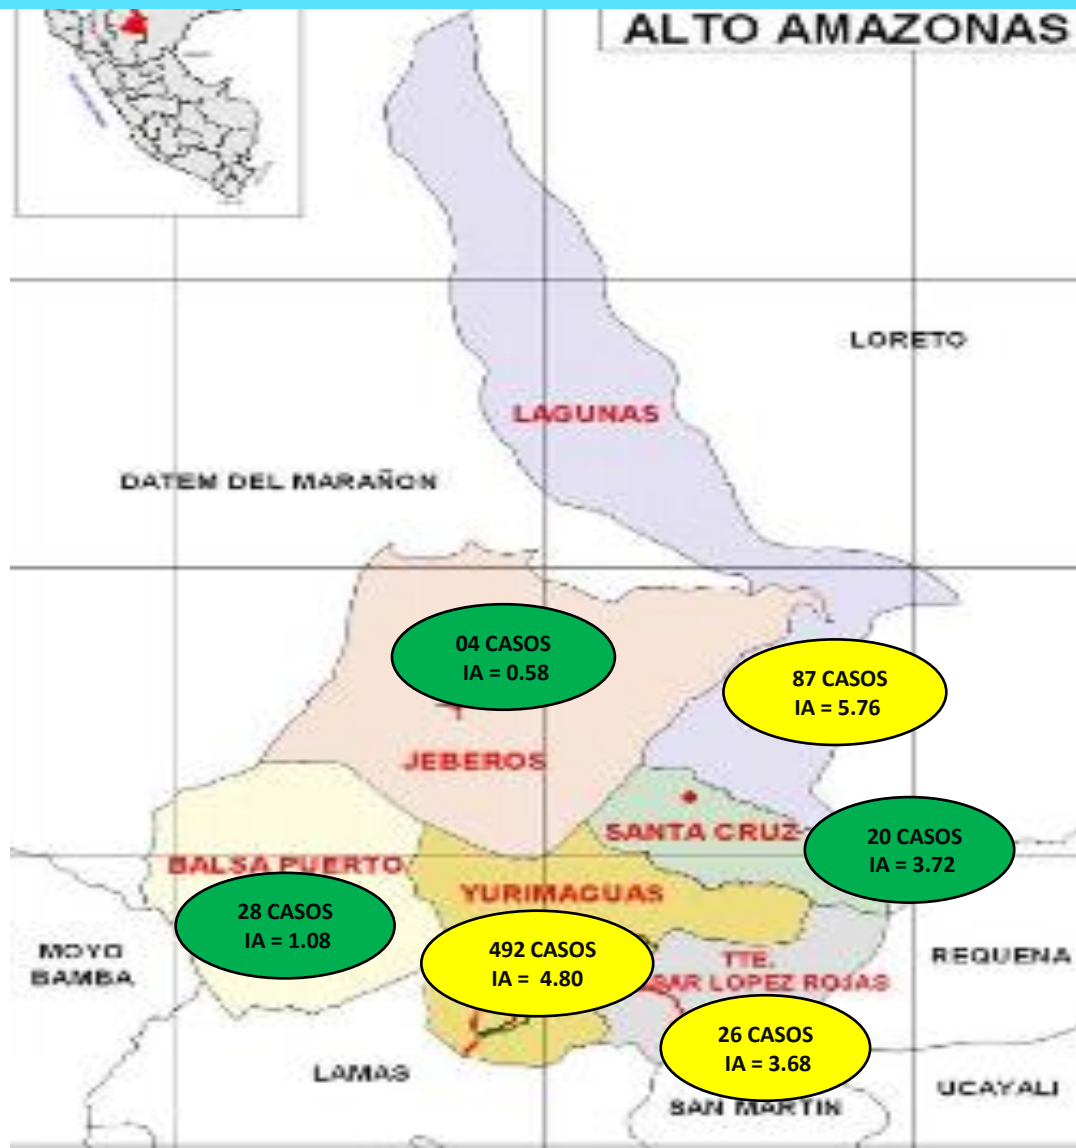 ALTO AMAZONAS
LORETO
LAGUNAS
DATEM DEL MARAÑON
04 CASOS
IA = 0.58
87 CASOS
IA = 5.76
JEBEROS
SANTA CRUZ
20 CASOS
IA = 3.72
BALSA PUERTO
YURIMAGUAS
28 CASOS
IA = 1.08
492 CASOS
IA = 4.80
MOYO
BAMBA
TTE.
SAR LOPEZ ROJAS
REQUENA
26 CASOS
IA = 3.68
LAMAS
UCAYALI
SAN MARTIN